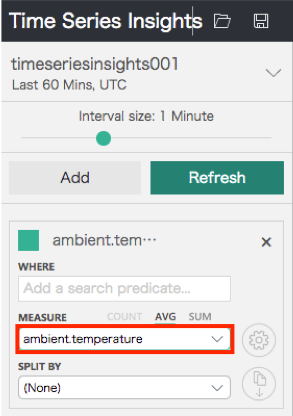 Time Series Insights
timeseriesinsights001
Last 60 Mins, UTC
Interval size: 1 Minute
Add Refresh
ambient.tem⋯
WHERE
Add a search predicate...
MEASURE COUNT AVG SUM
ambient.temperature
SPLIT BY
(None)